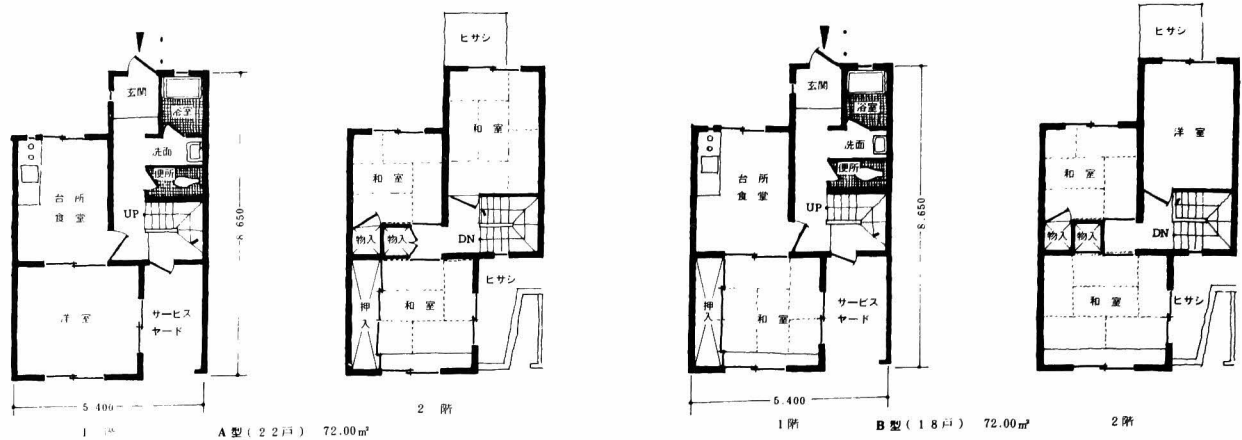 玄関
浴室
洗面
便所
台所
食堂
UP
洋室
サービス
ヤード
8.650
5.400
1階
ヒサシ
和室
和室
物入
物入
DN
押入
和室
ヒサシ
2階
A型(22戸) 72.00㎡
玄関
浴室
洗面
便所
台所
食堂
UP
押入
和室
サービス
ヤード
8.650
5.400
1階
ヒサシ
洋室
和室
物入
物入
DN
和室
ヒサシ
2階
B型(18戸) 72.00㎡